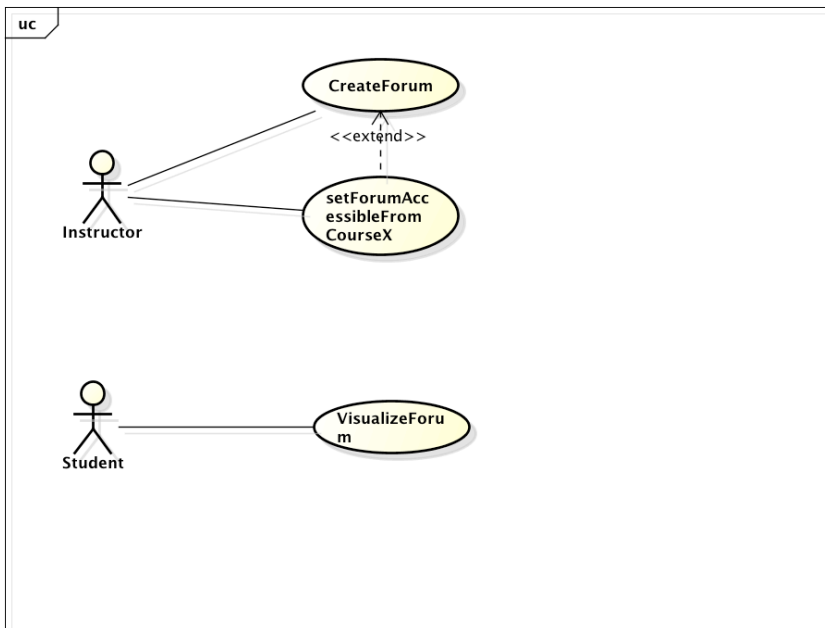 uc
CreateForum
<<extend>>
setForumAcc
essibleFrom
CourseX
Instructor
VisualizeForu
m
Student